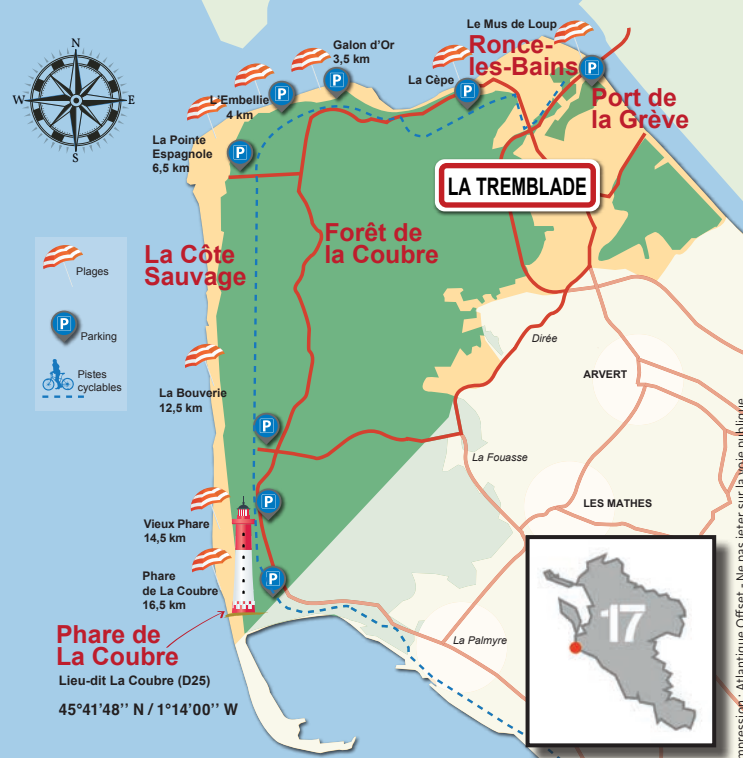 N
W
E
S
Le Mus de Loup
Galon d'Or
3,5 km
Ronce-
les-Bains
La Cèpe
P
P
P
P
L'Embellie
4 km
Port de
la Grève
La Pointe
Espagnole
6,5 km
P
LA TREMBLADE
La Côte
Sauvage
Forêt de
la Coubre
Plages
P
Parking
Pistes
cyclables
Dirée
ARVERT
La Bouverie
12,5 km
P
La Fouasse
LES MATHES
Vieux Phare
14,5 km
P
Phare
de La Coubre
16,5 km
P
17
La Palmyre
Phare de
La Coubre
Lieu-dit La Coubre (D25)
45°41'48'' N / 1°14'00'' W
mpression : Atlantique Offset - Ne pas jeter sur la voie publique